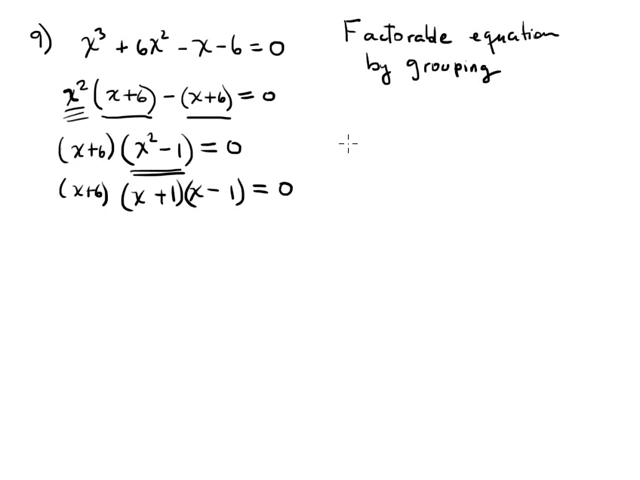 9) x³ + 6x² - x - 6 = 0
Factorable equation
by grouping
x² (x+6) - (x+6) = 0
(x+6) (x² - 1) = 0
(x+6) (x + 1)(x - 1) = 0